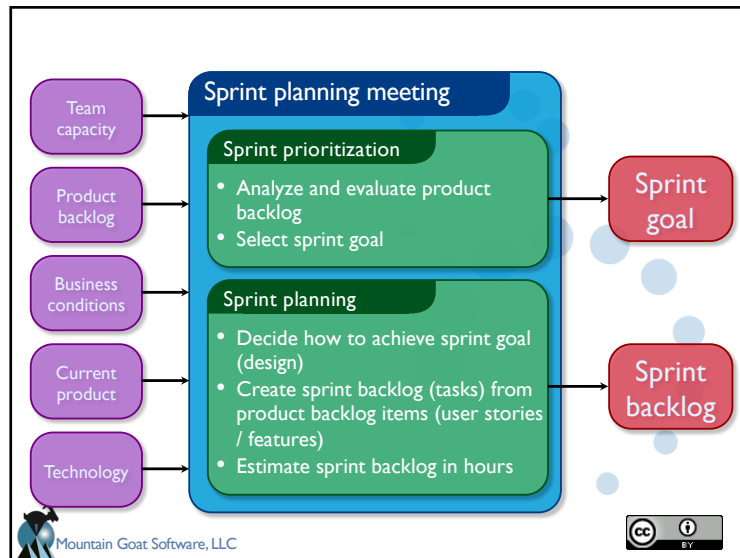 Sprint planning meeting
Team
capacity
Product
backlog
Business
conditions
Current
product
Technology
Sprint prioritization
• Analyze and evaluate product
backlog
• Select sprint goal
Sprint planning
• Decide how to achieve sprint goal
(design)
• Create sprint backlog (tasks) from
product backlog items (user stories
/ features)
• Estimate sprint backlog in hours
Sprint
goal
Sprint
backlog
Mountain Goat Software, LLC
cc
BY